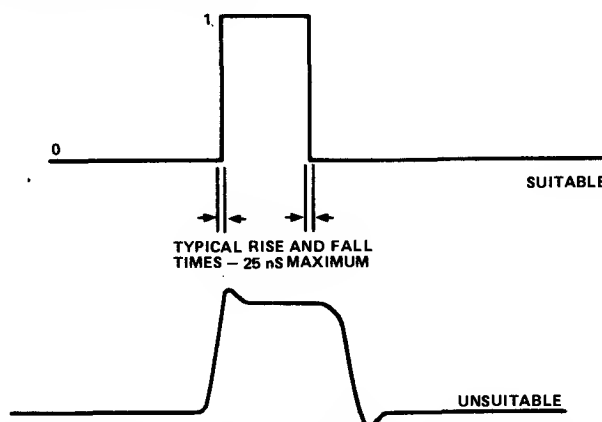 1
0
SUITABLE
TYPICAL RISE AND FALL
TIMES – 25 nS MAXIMUM
UNSUITABLE